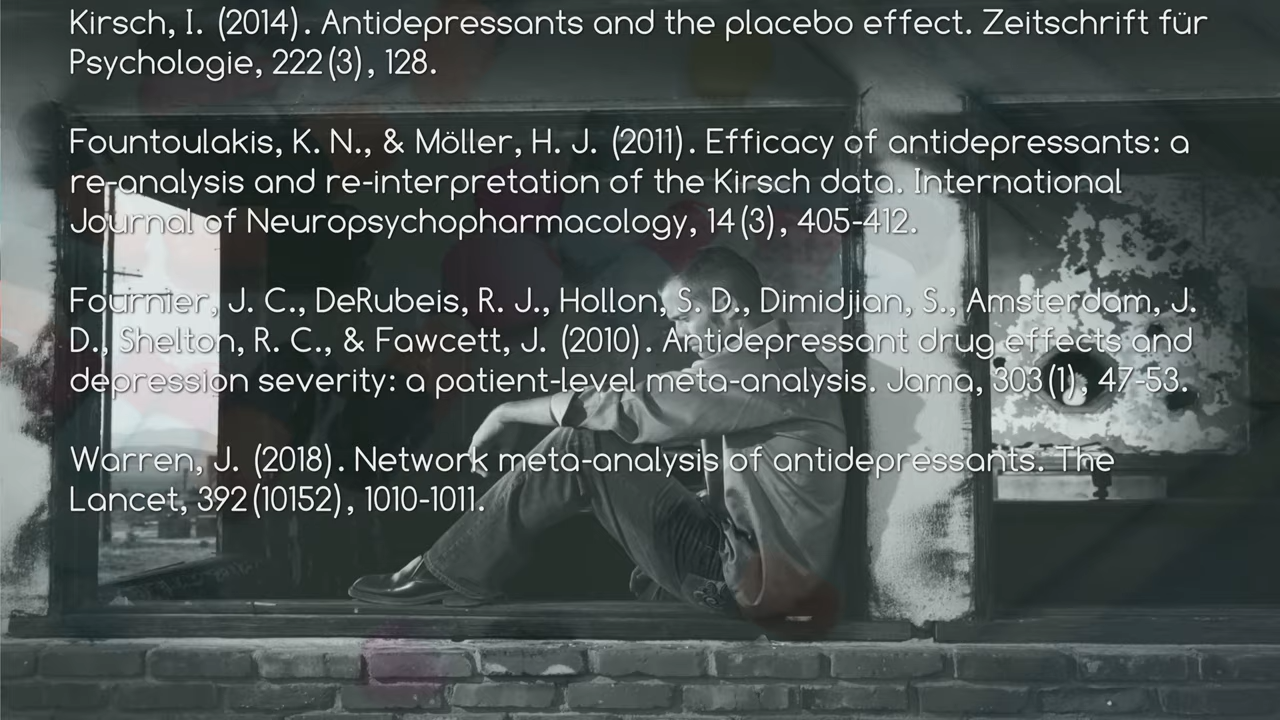 Kirsch, I. (2014). Antidepressants and the placebo effect. Zeitschrift für
Psychologie, 222(3), 128.
Fountoulakis, K. N., & Möller, H. J. (2011). Efficacy of antidepressants: a
re-analysis and re-interpretation of the Kirsch data. International
Journal of Neuropsychopharmacology, 14(3), 405-412.
Fournier, J. C., DeRubeis, R. J., Hollon, S. D., Dimidjian, S., Amsterdam, J.
D., Shelton, R. C., & Fawcett, J. (2010). Antidepressant drug effects and
depression severity: a patient-level meta-analysis. Jama, 303(1), 47-53.
Warren, J. (2018). Network meta-analysis of antidepressants. The
Lancet, 392(10152), 1010-1011.